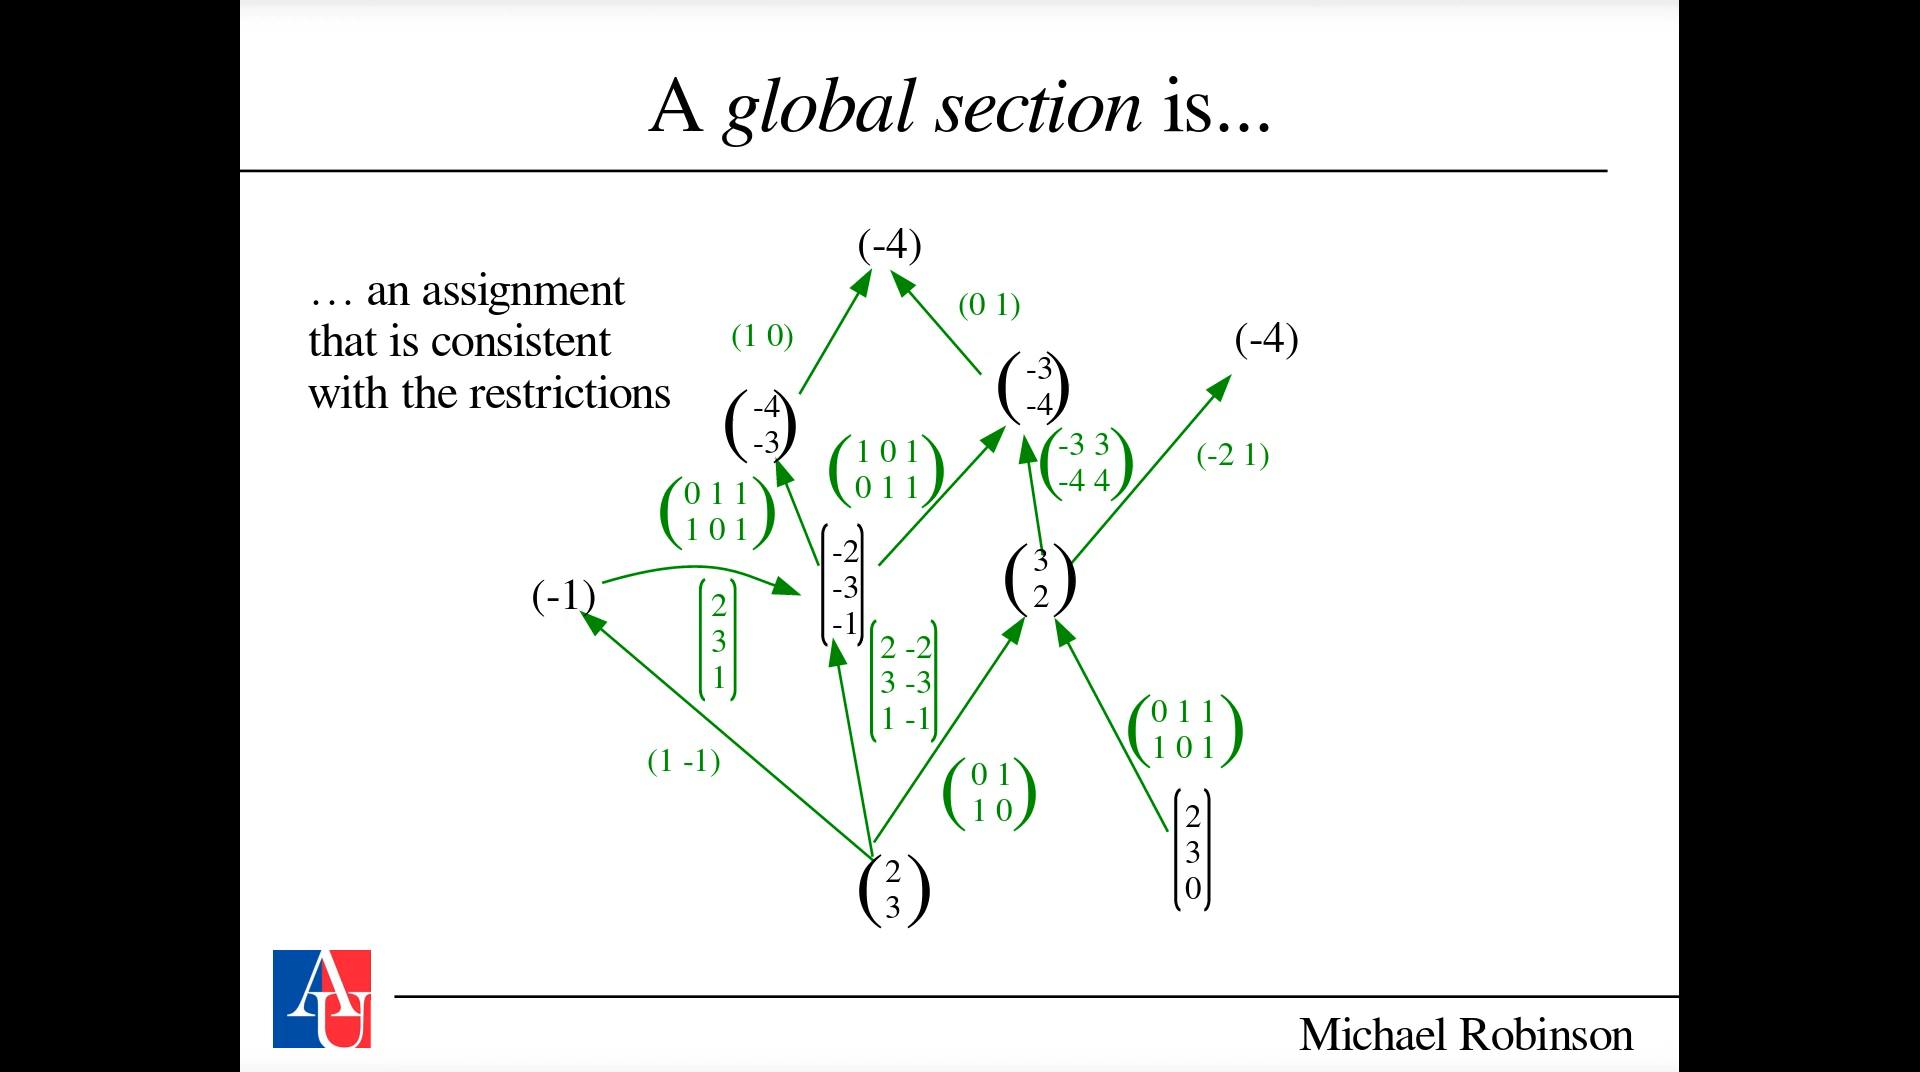 A global section is...
… an assignment
that is consistent
with the restrictions
(-4)
(0 1)
(1 0)
(-4)
(-3
-4)
(-4
-3)
(1 0 1
0 1 1)
(-3 3
-4 4)
(-2 1)
(0 1 1
1 0 1)
(-2
-3
-1)
(3
2)
(-1)
(2
3
1)
(2 -2
3 -3
1 -1)
(0 1 1
1 0 1)
(1 -1)
(0 1
1 0)
(2
3
0)
(2
3)
AU
Michael Robinson